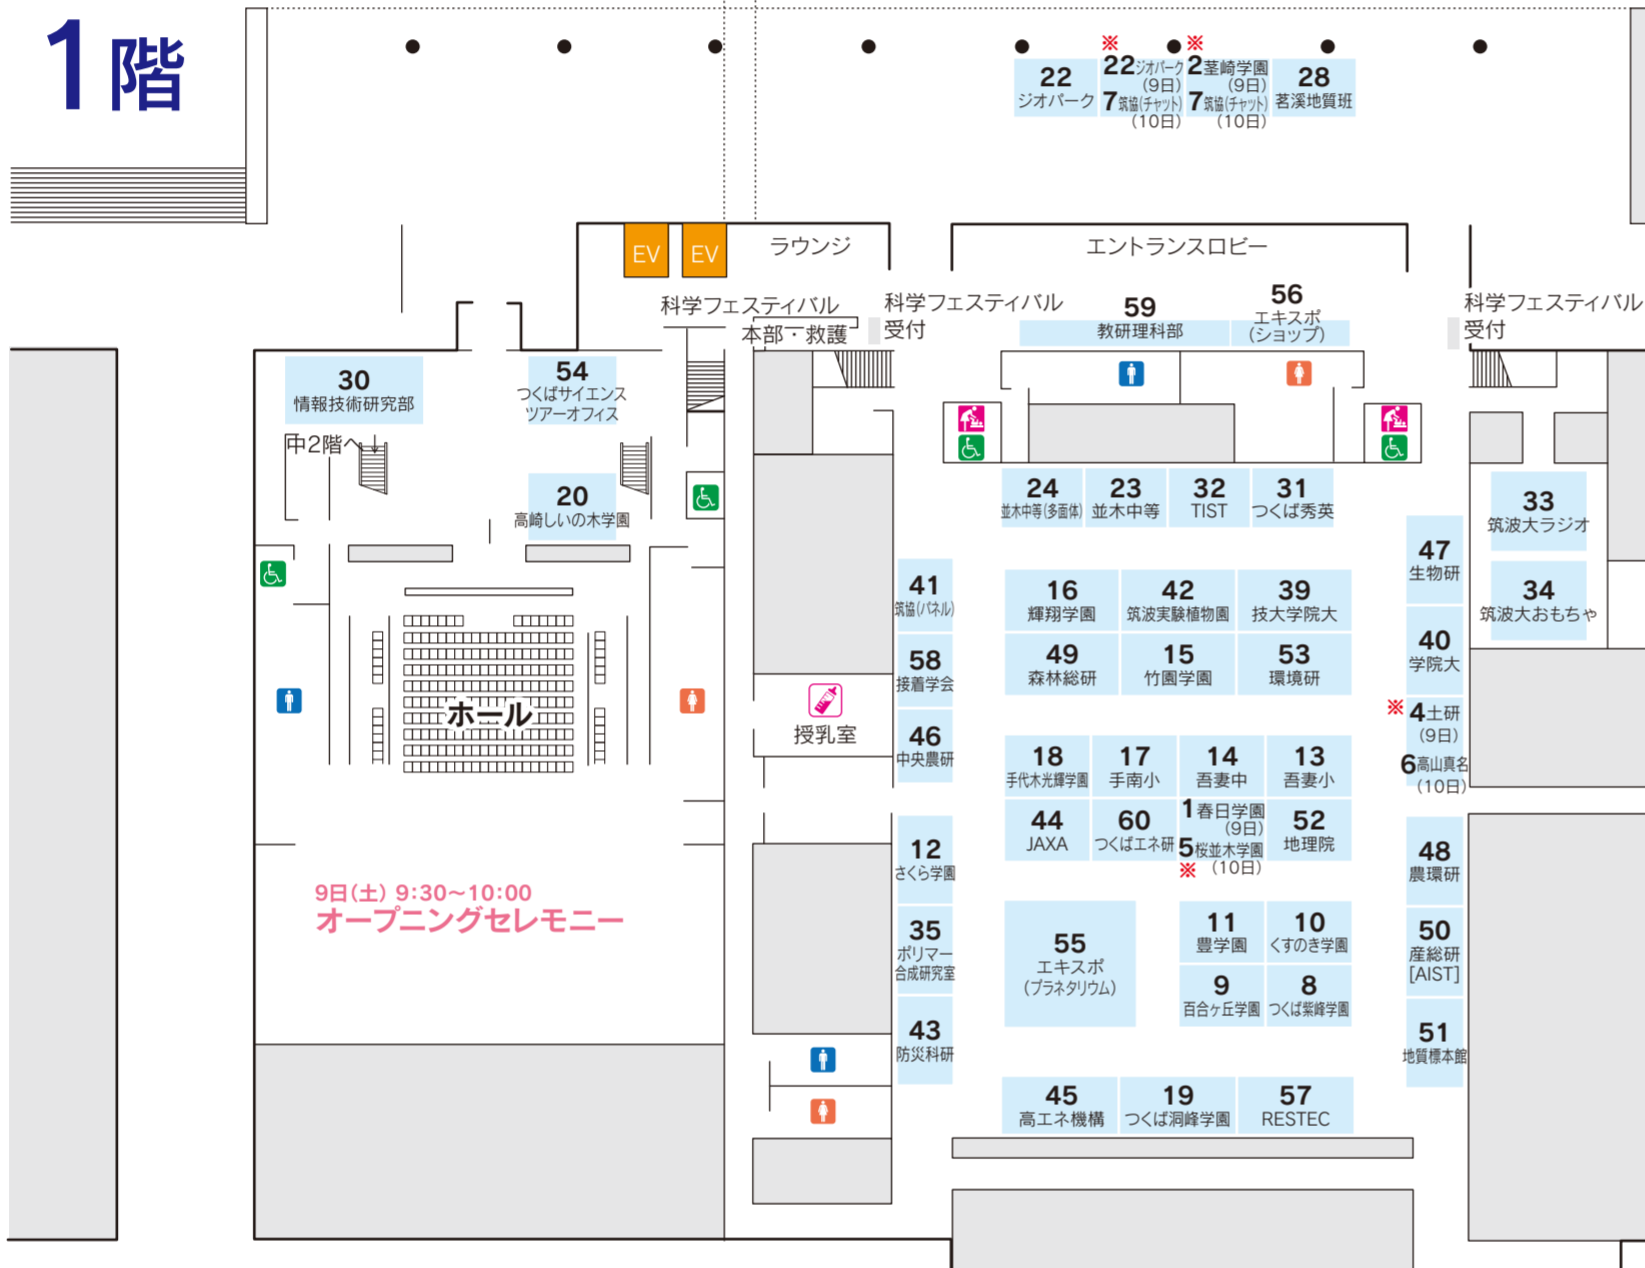 1階
※
※
22
ジオパーク
22ジオパーク
(9日)
7筑協(チャット)
(10日)
2茎崎学園
(9日)
7筑協(チャット)
(10日)
28
茗溪地質班
EV
EV
ラウンジ
エントランスロビー
科学フェスティバル
本部・救護
科学フェスティバル
受付
59
教研理科部
56
エキスポ
(ショップ)
科学フェスティバル
受付
30
情報技術研究部
54
つくばサイエンス
ツアーオフィス
中2階へ
20
高崎しいの木学園
24
並木中等(多面体)
23
並木中等
32
TIST
31
つくば秀英
33
筑波大ラジオ
47
生物研
34
筑波大おもちゃ
41
筑協(パネル)
16
輝翔学園
42
筑波実験植物園
39
技大学院大
40
学院大
58
接着学会
49
森林総研
15
竹園学園
53
環境研
ホール
授乳室
46
中央農研
※
4土研
(9日)
6高山真名
(10日)
18
手代木光輝学園
17
手南小
14
吾妻中
13
吾妻小
44
JAXA
60
つくばエネ研
1春日学園
(9日)
5桜並木学園
※ (10日)
52
地理院
12
さくら学園
48
農環研
9日(土) 9:30〜10:00
オープニングセレモニー
35
ポリマー
合成研究室
55
エキスポ
(プラネタリウム)
11
豊学園
10
くすのき学園
50
産総研
[AIST]
9
百合ヶ丘学園
8
つくば紫峰学園
43
防災科研
51
地質標本館
45
高エネ機構
19
つくば洞峰学園
57
RESTEC